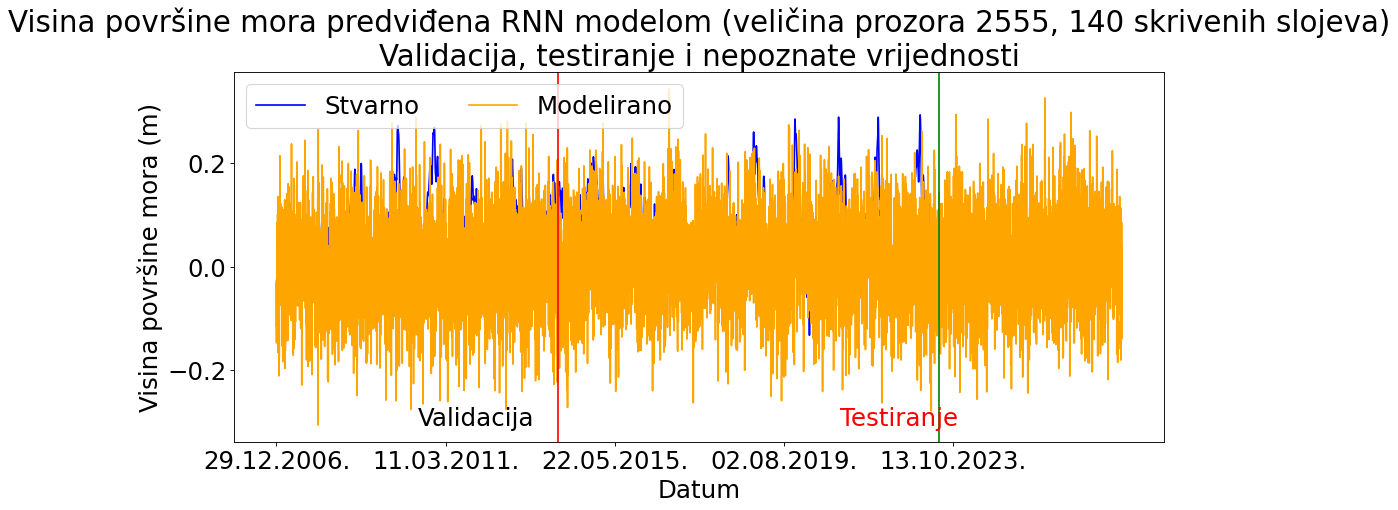 Visina površine mora predviđena RNN modelom (veličina prozora 2555, 140 skrivenih slojeva)
Validacija, testiranje i nepoznate vrijednosti
Stvarno
Modelirano
Visina površine mora (m)
0.2
0.0
−0.2
Validacija
Testiranje
29.12.2006.
11.03.2011.
22.05.2015.
02.08.2019.
13.10.2023.
Datum